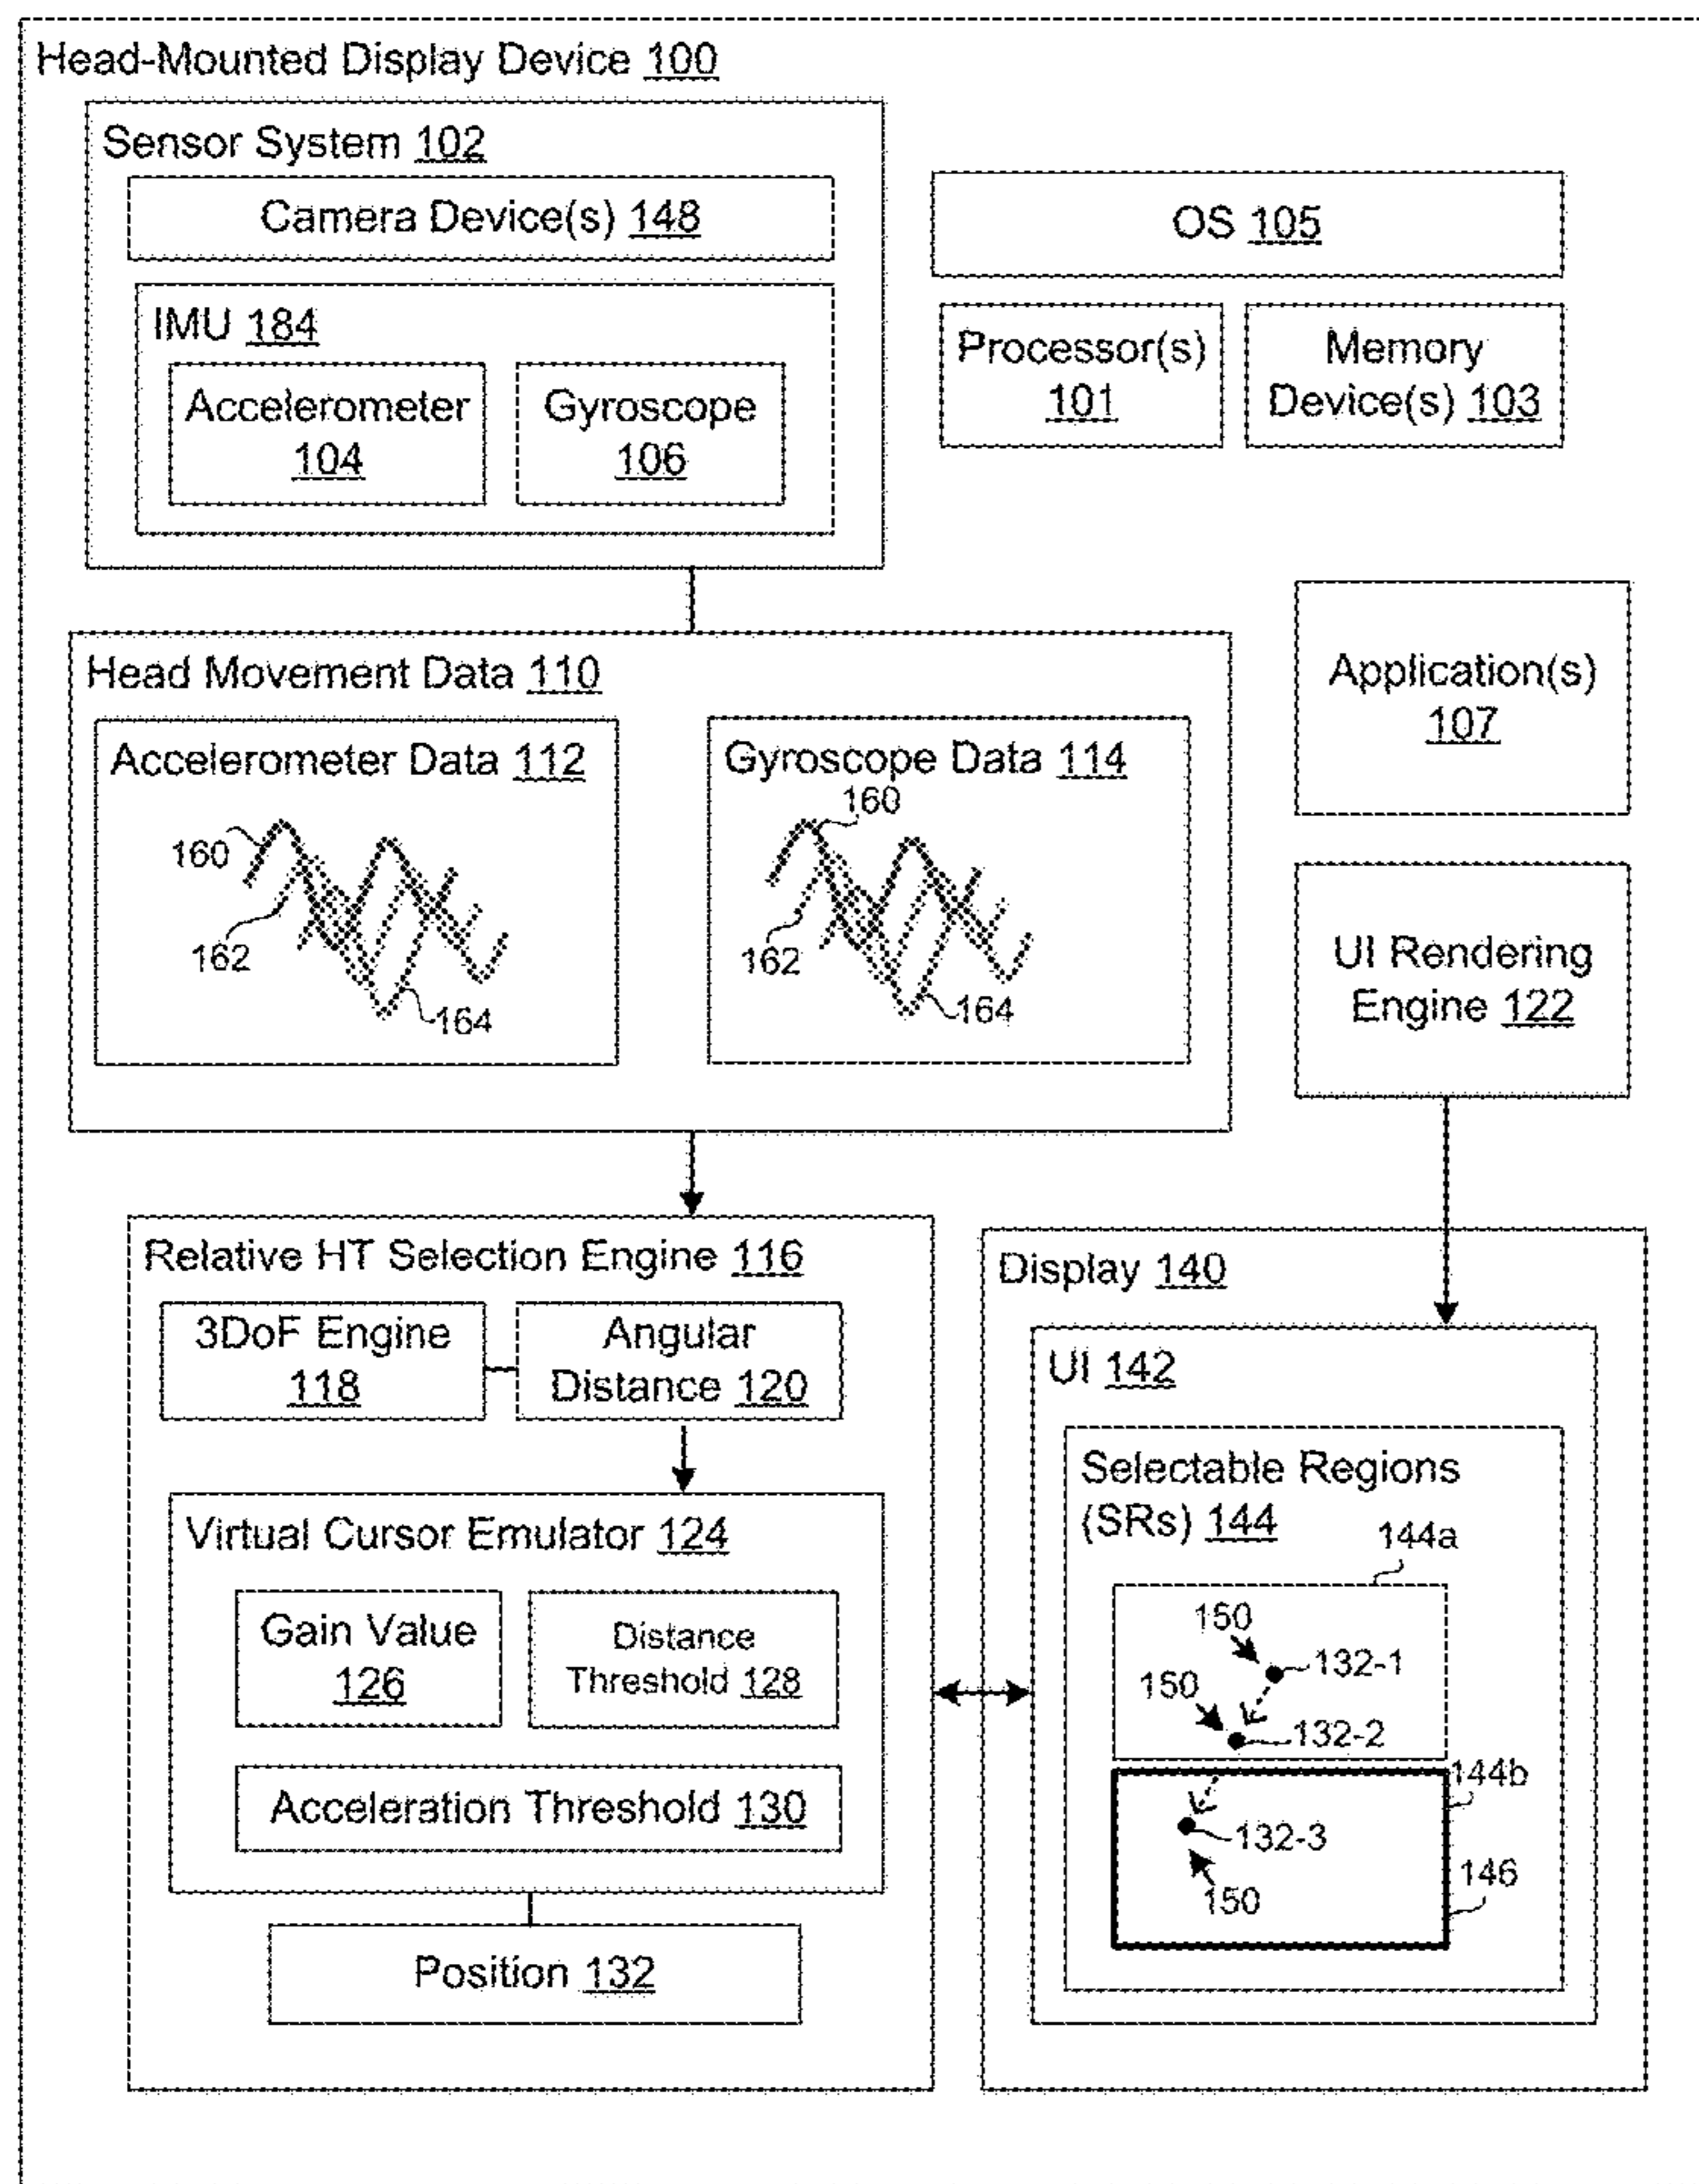 Head-Mounted Display Device 100
Sensor System 102
Camera Device(s) 148
IMU 184
Accelerometer
104
Gyroscope
106
OS 105
Processor(s)
101
Memory
Device(s) 103
Head Movement Data 110
Accelerometer Data 112
160
162
164
Gyroscope Data 114
160
162
164
Application(s)
107
UI Rendering
Engine 122
Relative HT Selection Engine 116
3DoF Engine
118
Angular
Distance 120
Virtual Cursor Emulator 124
Gain Value
126
Distance
Threshold 128
Acceleration Threshold 130
Position 132
Display 140
UI 142
Selectable Regions
(SRs) 144
144a
150
132-1
150
132-2
144b
132-3
146
150